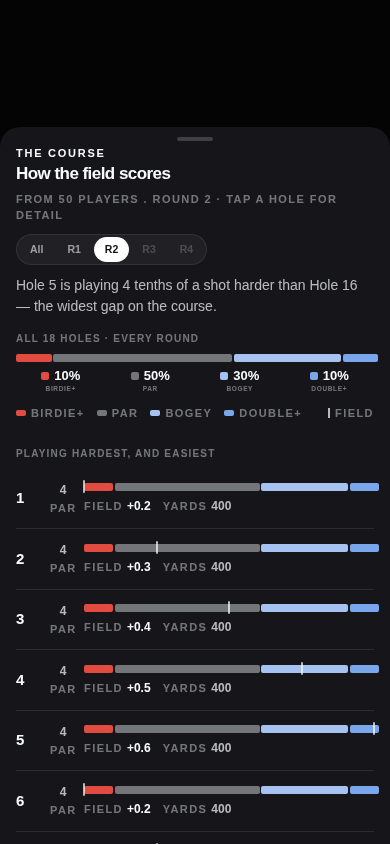 THE COURSE
How the field scores
FROM 50 PLAYERS . ROUND 2 · TAP A HOLE FOR
DETAIL
All R1 R2 R3 R4
Hole 5 is playing 4 tenths of a shot harder than Hole 16
— the widest gap on the course.
ALL 18 HOLES · EVERY ROUND
10% 50% 30% 10%
BIRDIE+ PAR BOGEY DOUBLE+
BIRDIE+ PAR BOGEY DOUBLE+ FIELD
PLAYING HARDEST, AND EASIEST
1 4 PAR FIELD +0.2 YARDS 400
2 4 PAR FIELD +0.3 YARDS 400
3 4 PAR FIELD +0.4 YARDS 400
4 4 PAR FIELD +0.5 YARDS 400
5 4 PAR FIELD +0.6 YARDS 400
6 4 PAR FIELD +0.2 YARDS 400